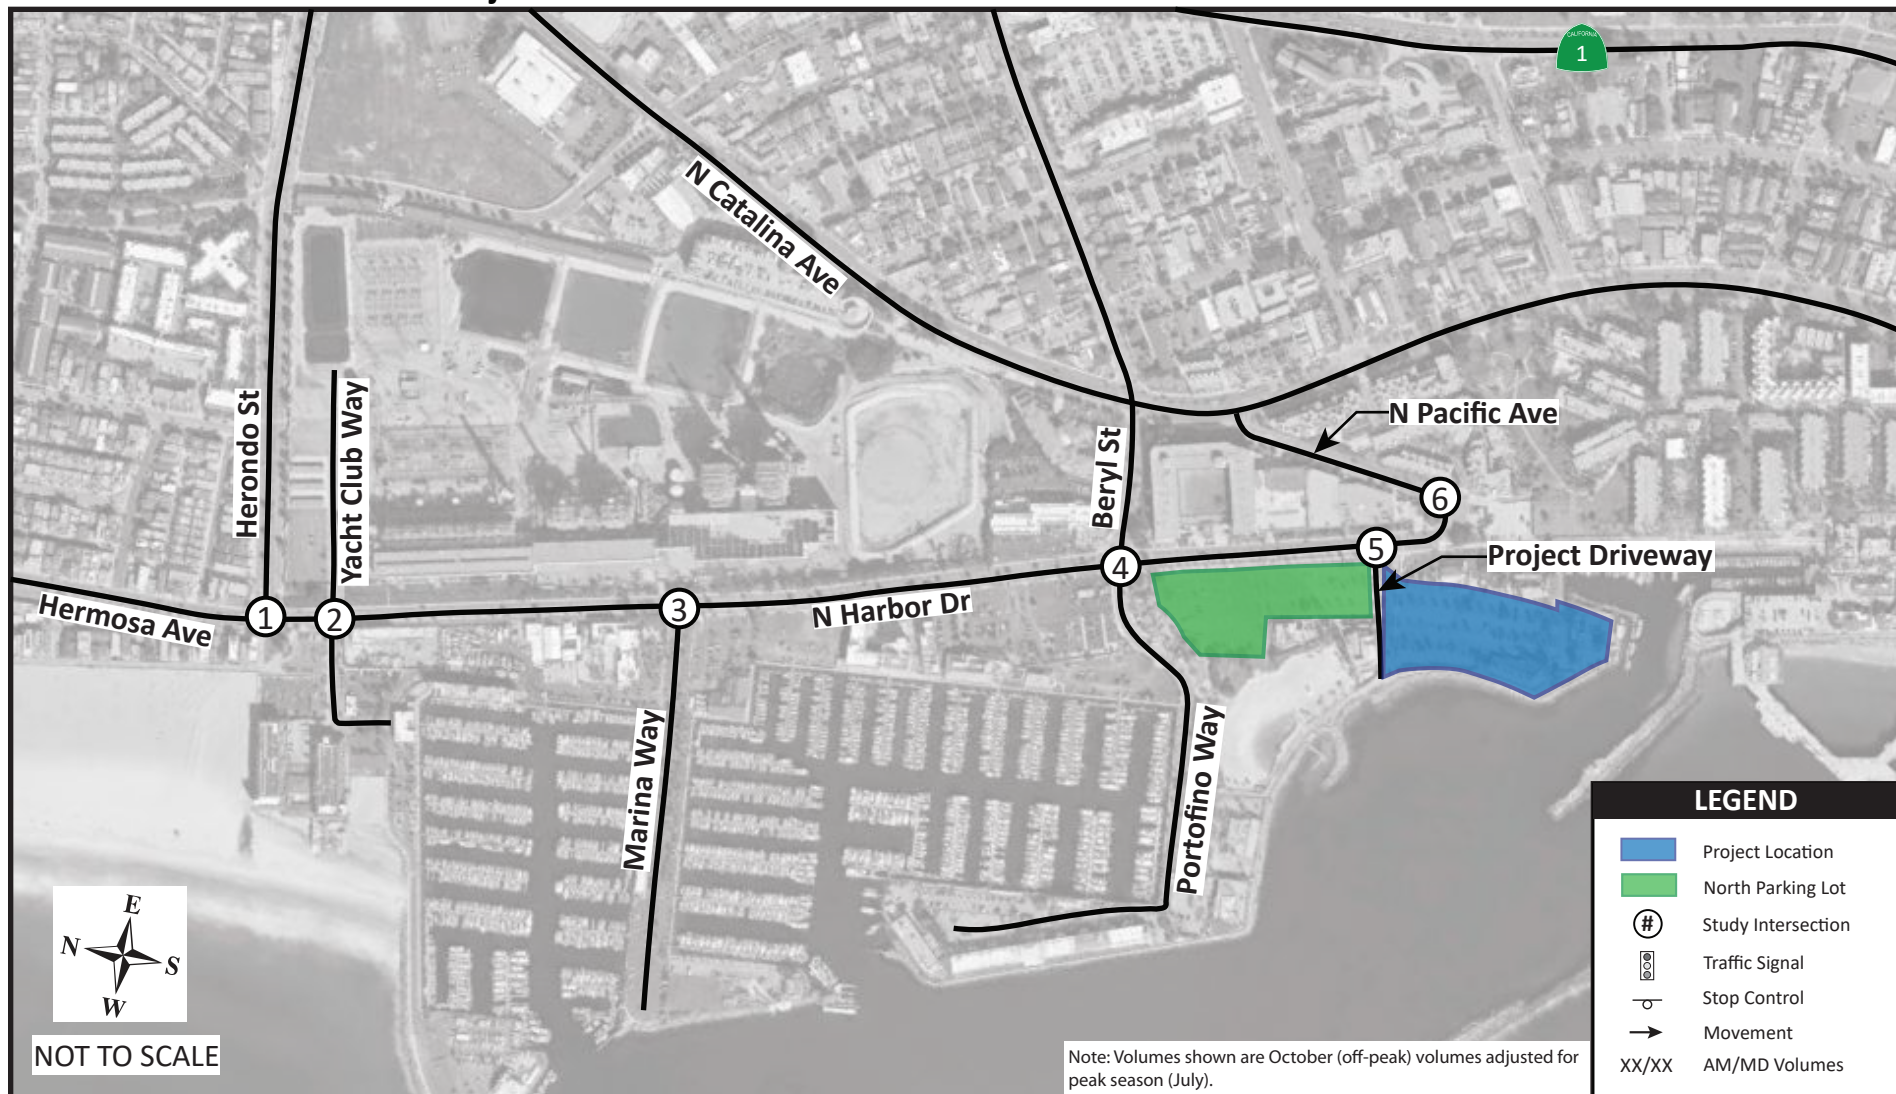 CALIFORNIA
1
N Catalina Ave
Herondo St
Yacht Club Way
Beryl St
N Pacific Ave
6
5
Project Driveway
4
3
1
2
Hermosa Ave
N Harbor Dr
Marina Way
Portofino Way
E
N
S
W
NOT TO SCALE
LEGEND
Project Location
North Parking Lot
# Study Intersection
Traffic Signal
Stop Control
Movement
XX/XX AM/MD Volumes
Note: Volumes shown are October (off-peak) volumes adjusted for
peak season (July).